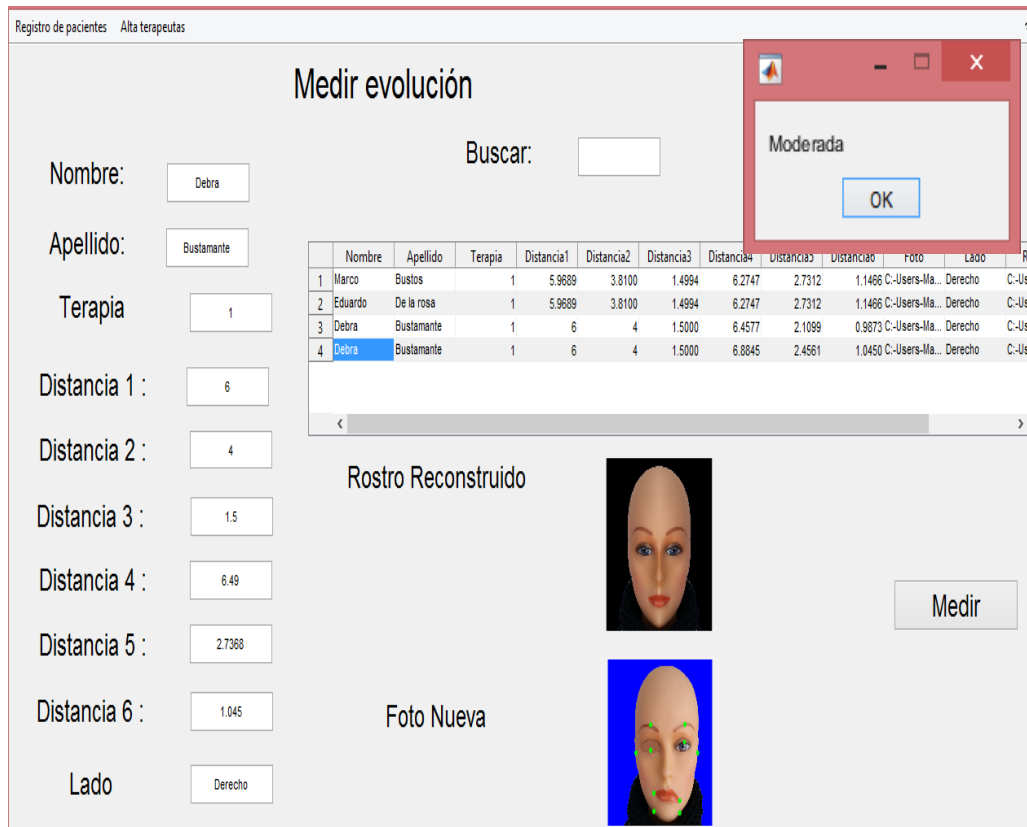 Registro de pacientes Alta terapeutas
Medir evolución
Moderada
OK
Buscar:
Nombre: Debra
Apellido: Bustamante
Terapia 1
Distancia 1 : 6
Distancia 2 : 4
Distancia 3 : 1.5
Distancia 4 : 6.49
Distancia 5 : 2.7368
Distancia 6 : 1.045
Lado Derecho
Nombre Apellido Terapia Distancia1 Distancia2 Distancia3 Distancia4 Distancia5 Distancia6 Foto Lado R
1 Marco Bustos 1 5.9689 3.8100 1.4994 6.2747 2.7312 1.1466 C:-Users-Ma... Derecho C:-Us
2 Eduardo De la rosa 1 5.9689 3.8100 1.4994 6.2747 2.7312 1.1466 C:-Users-Ma... Derecho C:-Us
3 Debra Bustamante 1 6 4 1.5000 6.4577 2.1099 0.9873 C:-Users-Ma... Derecho C:-Us
4 Debra Bustamante 1 6 4 1.5000 6.8845 2.4561 1.0450 C:-Users-Ma... Derecho C:-Us
Rostro Reconstruido
Medir
Foto Nueva